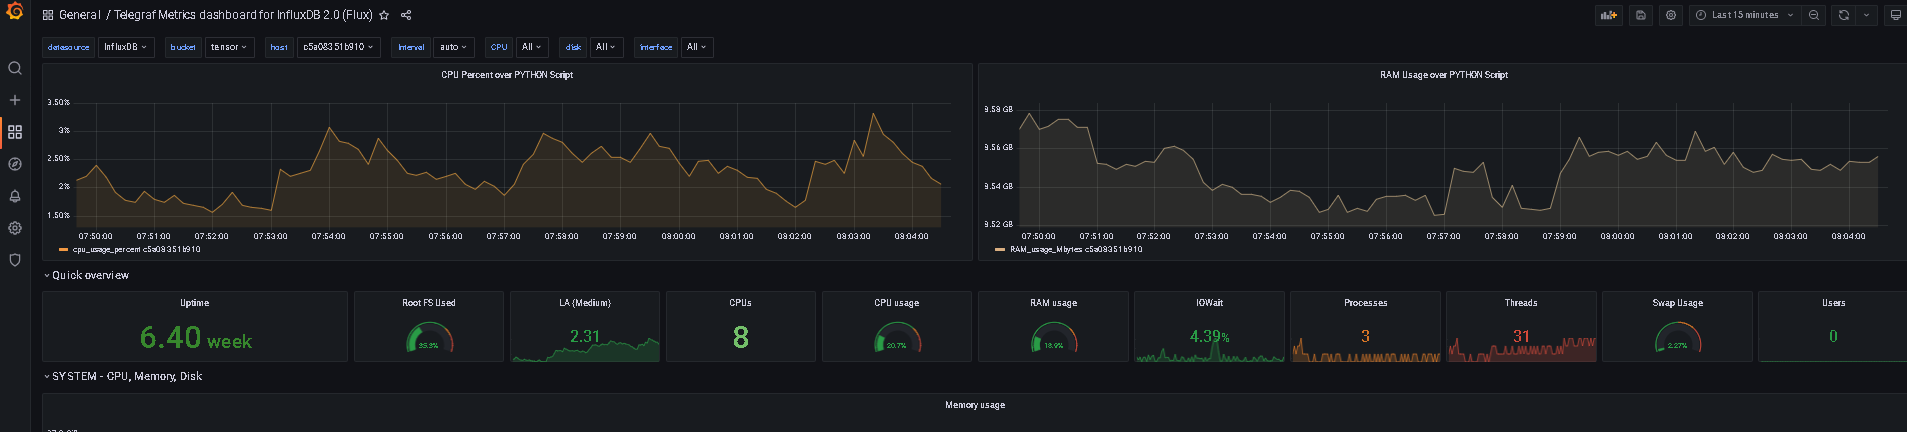 General / Telegraf Metrics dashboard for InfluxDB 2.0 (Flux)
Last 15 minutes
datasource InfluxDB bucket tensor host c5a08351b910 interval auto CPU All disk All interface All
CPU Percent over PYTHON Script
3.50%
3%
2.50%
2%
1.50%
07:50:00 07:51:00 07:52:00 07:53:00 07:54:00 07:55:00 07:56:00 07:57:00 07:58:00 07:59:00 08:00:00 08:01:00 08:02:00 08:03:00 08:04:00
cpu_usage_percent c5a08351b910
RAM Usage over PYTHON Script
8.58 GB
8.56 GB
8.54 GB
8.52 GB
07:50:00 07:51:00 07:52:00 07:53:00 07:54:00 07:55:00 07:56:00 07:57:00 07:58:00 07:59:00 08:00:00 08:01:00 08:02:00 08:03:00 08:04:00
RAM_usage_Mbytes c5a08351b910
Quick overview
Uptime
6.40 week
Root FS Used
35.3%
LA (Medium)
2.31
CPUs
8
CPU usage
20.7%
RAM usage
18.9%
IOWait
4.39%
Processes
3
Threads
31
Swap Usage
2.27%
Users
0
SYSTEM - CPU, Memory, Disk
Memory usage